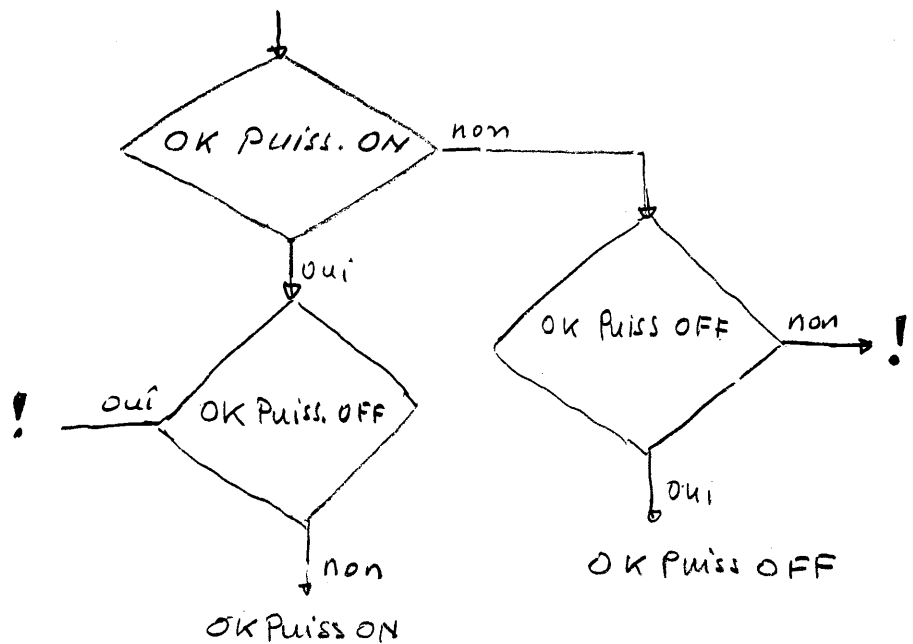 OK Puiss. ON
non
oui
OK Puiss OFF
non
!
!
oui
OK Puiss. OFF
oui
non
OK Puiss OFF
OK Puiss ON